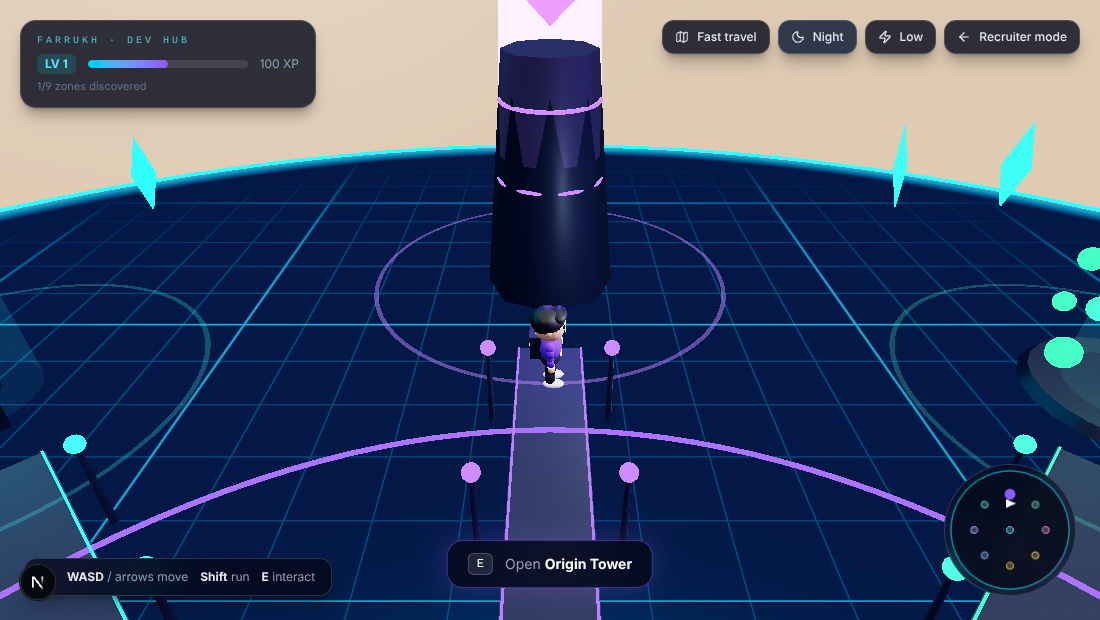 FARRUKH · DEV HUB
LV 1
100 XP
1/9 zones discovered
Fast travel
Night
Low
Recruiter mode
WASD / arrows move Shift run E interact
N
E Open Origin Tower